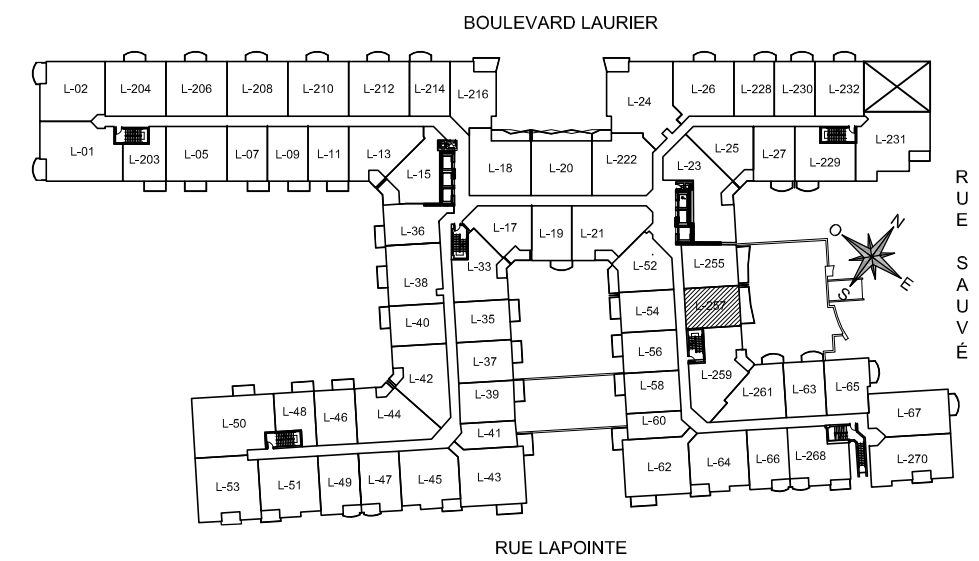 BOULEVARD LAURIER
L-02 L-204 L-206 L-208 L-210 L-212 L-214 L-216 L-24 L-26 L-228 L-230 L-232
L-01 L-203 L-05 L-07 L-09 L-11 L-13 L-15 L-18 L-20 L-222 L-23 L-25 L-27 L-229 L-231
L-36 L-33 L-17 L-19 L-21 L-52 L-255
L-38 L-35 L-54 L-257
L-40 L-37 L-56
L-42 L-39 L-58 L-259 L-261 L-63 L-65
L-50 L-48 L-46 L-44 L-41 L-60 L-67
L-53 L-51 L-49 L-47 L-45 L-43 L-62 L-64 L-66 L-268 L-270
RUE SAUVÉ
O N
S E
RUE LAPOINTE